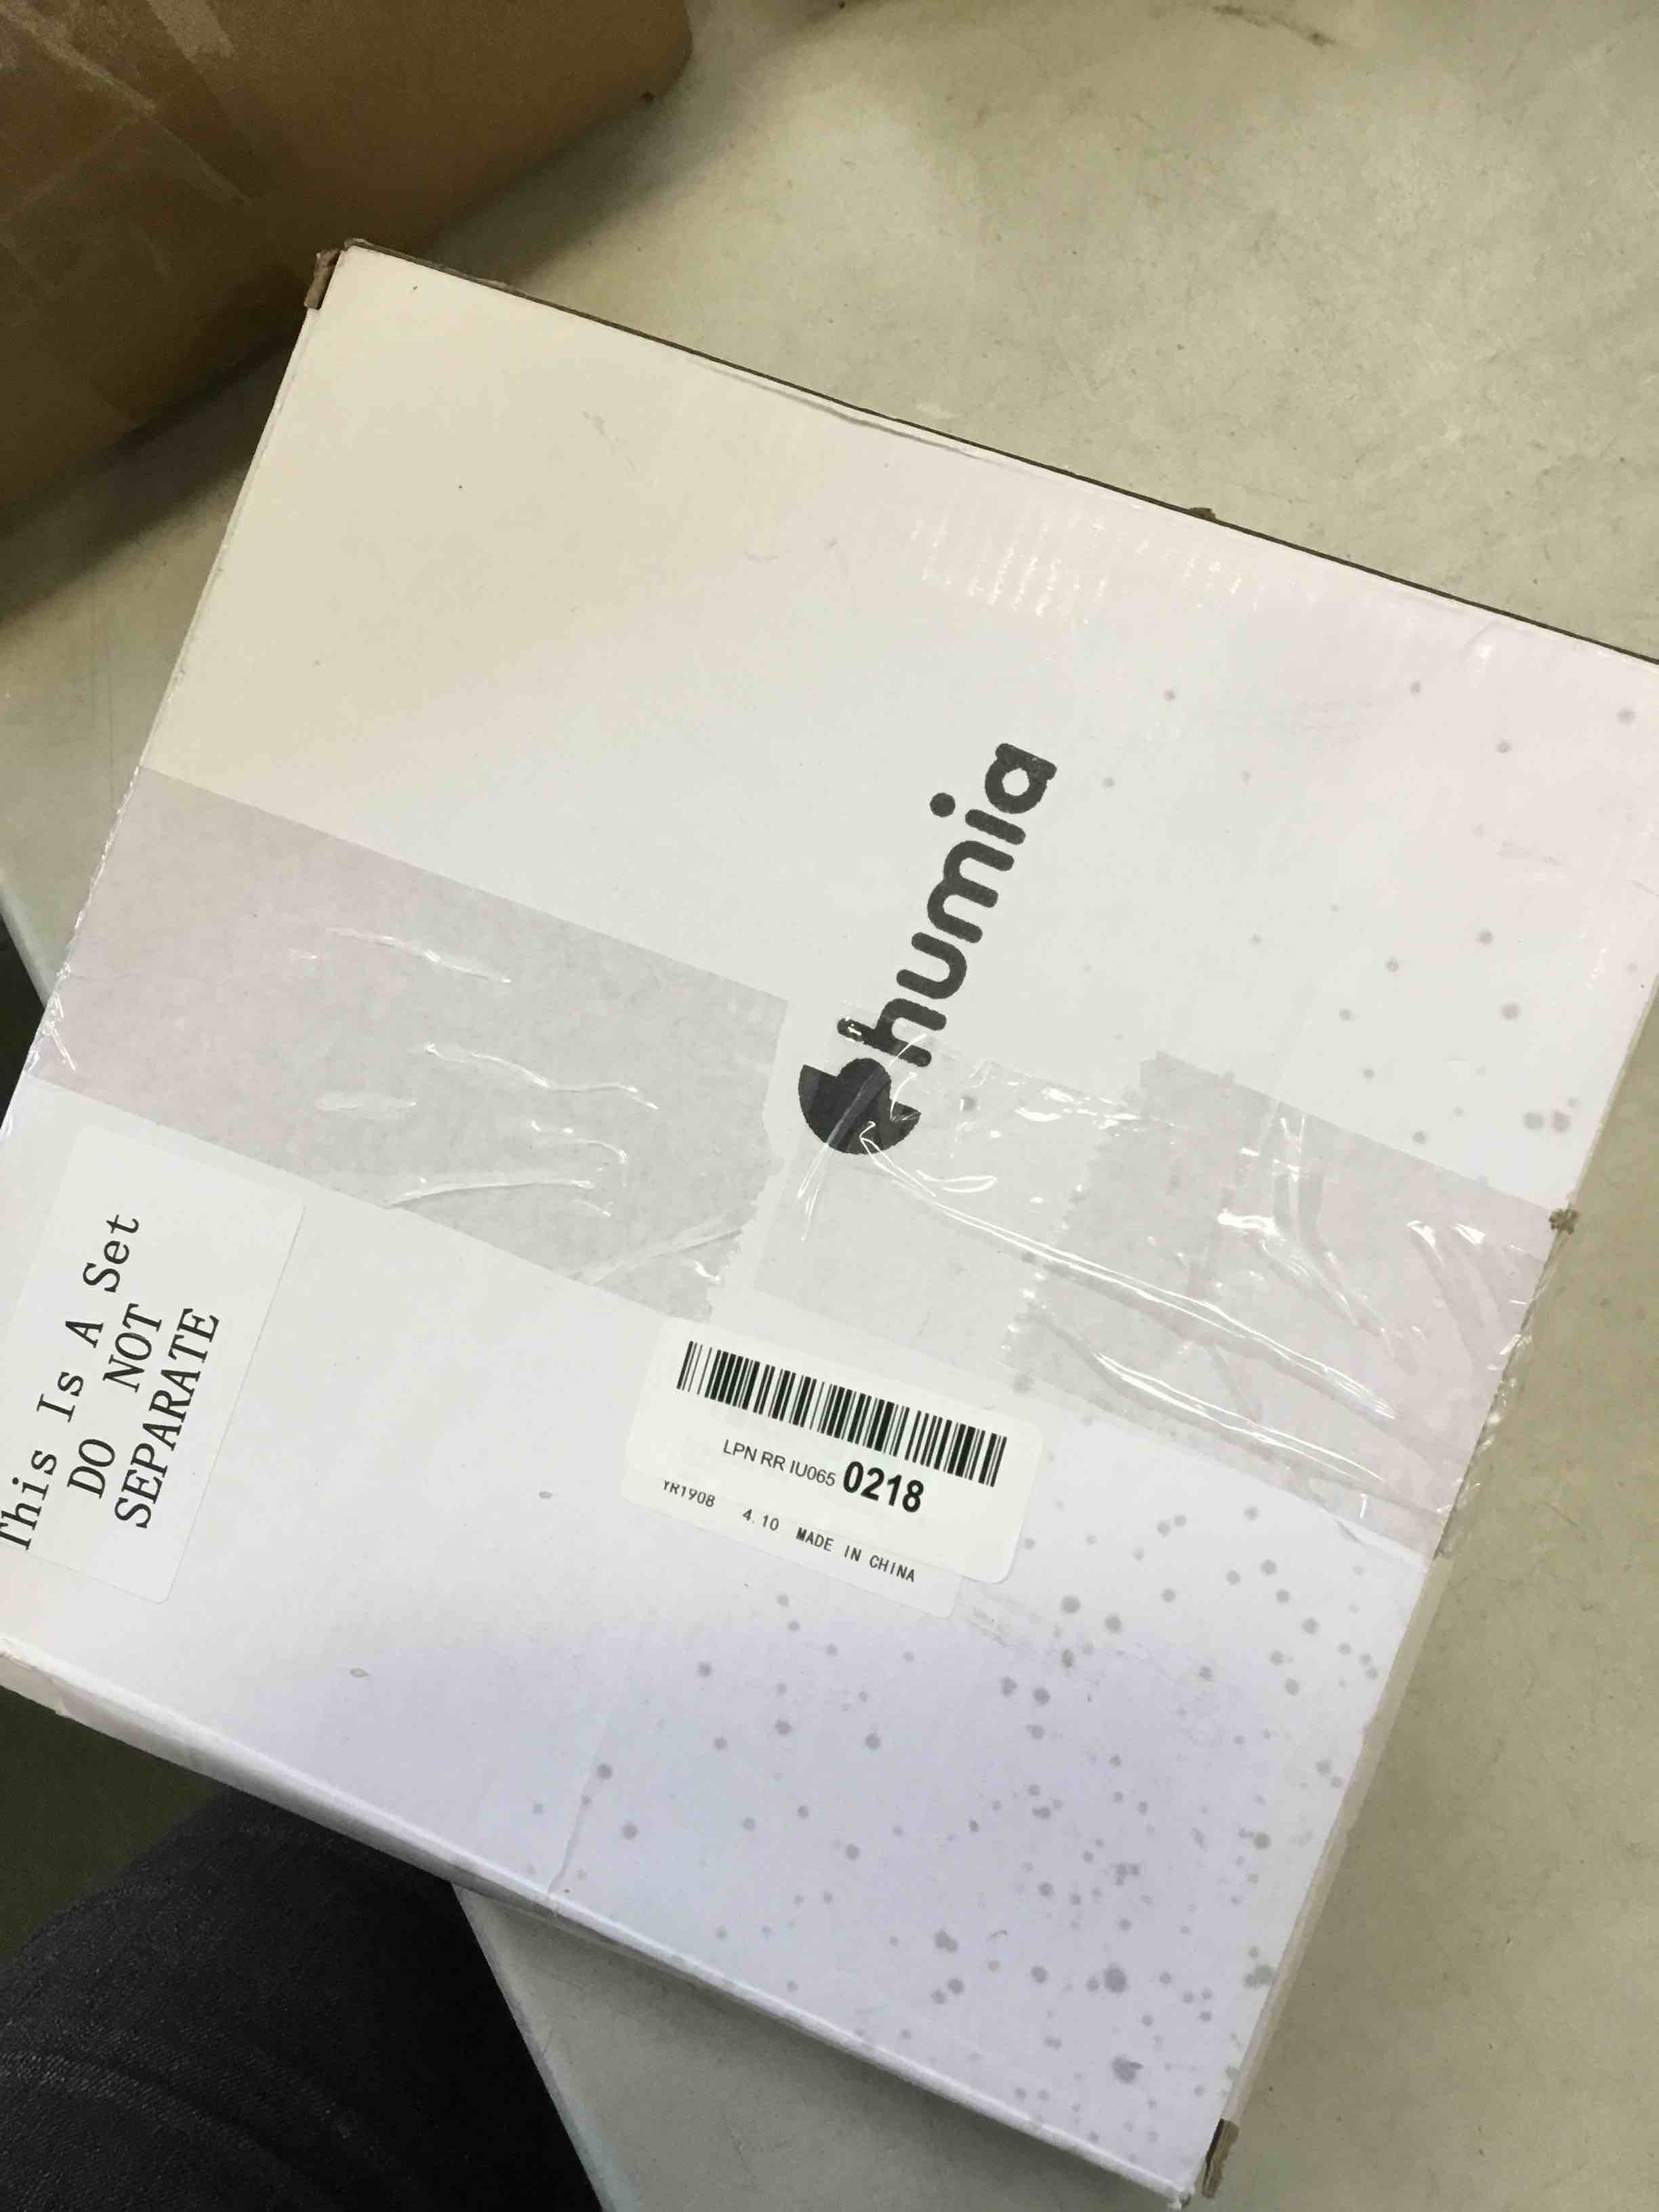 humia
This Is A Set
DO NOT
SEPARATE
LPN RR IU065 0218
YR1908 4.10 MADE IN CHINA